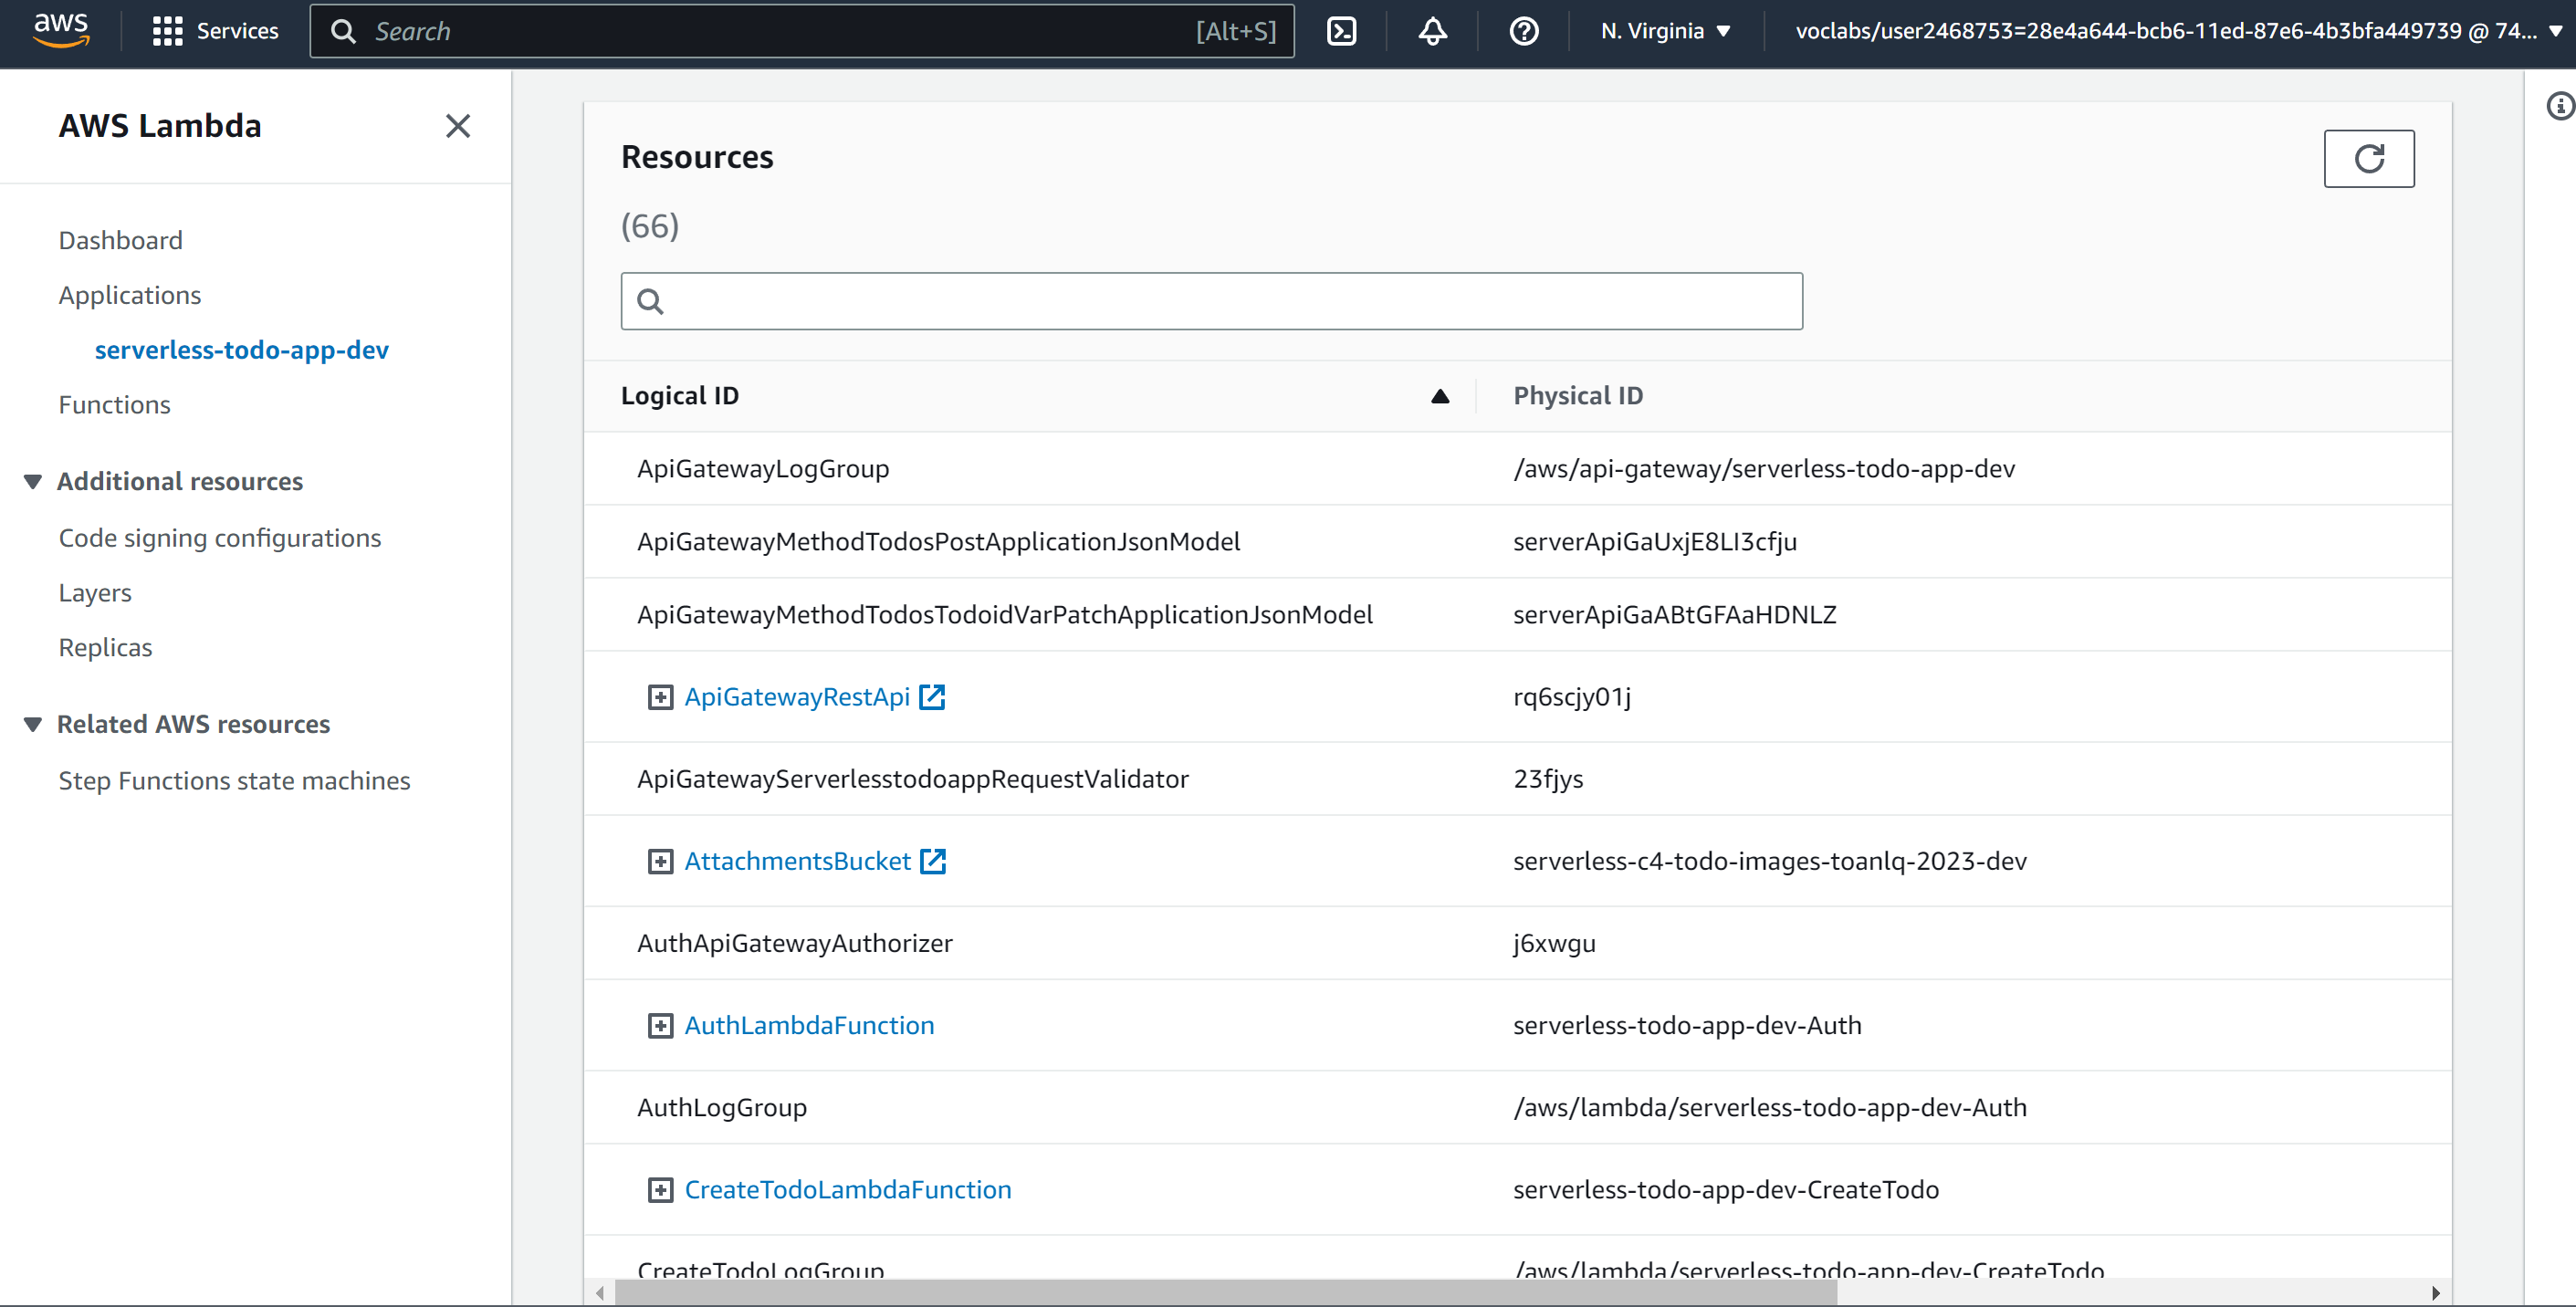 aws Services Search [Alt+S] N. Virginia voclabs/user2468753=28e4a644-bcb6-11ed-87e6-4b3bfa449739 @ 74...
AWS Lambda
Dashboard
Applications
serverless-todo-app-dev
Functions
Additional resources
Code signing configurations
Layers
Replicas
Related AWS resources
Step Functions state machines
Resources
(66)
Logical ID Physical ID
ApiGatewayLogGroup /aws/api-gateway/serverless-todo-app-dev
ApiGatewayMethodTodosPostApplicationJsonModel serverApiGaUxjE8LI3cfju
ApiGatewayMethodTodosTodoidVarPatchApplicationJsonModel serverApiGaABtGFAaHDNLZ
ApiGatewayRestApi rq6scjy01j
ApiGatewayServerlesstodoappRequestValidator 23fjys
AttachmentsBucket serverless-c4-todo-images-toanlq-2023-dev
AuthApiGatewayAuthorizer j6xwgu
AuthLambdaFunction serverless-todo-app-dev-Auth
AuthLogGroup /aws/lambda/serverless-todo-app-dev-Auth
CreateTodoLambdaFunction serverless-todo-app-dev-CreateTodo
CreateTodoLogGroup /aws/lambda/serverless-todo-app-dev-CreateTodo